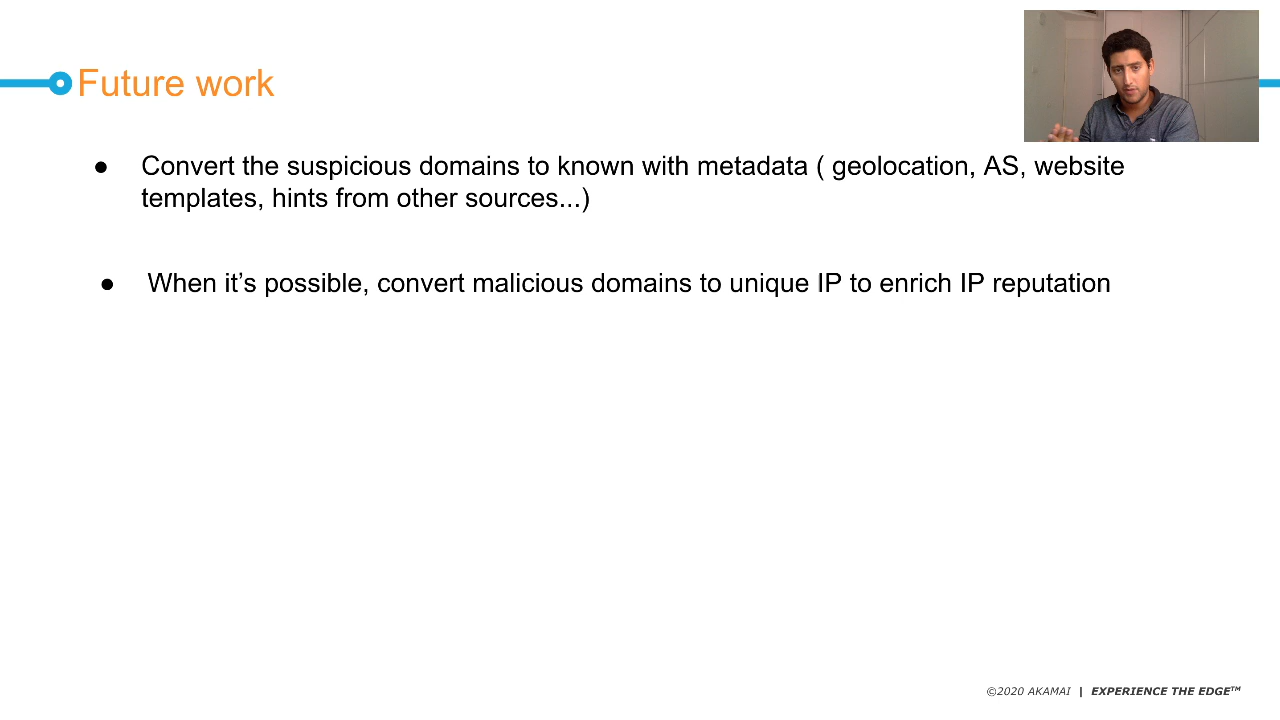 Future work
● Convert the suspicious domains to known with metadata ( geolocation, AS, website
templates, hints from other sources...)
● When it’s possible, convert malicious domains to unique IP to enrich IP reputation
©2020 AKAMAI | EXPERIENCE THE EDGE™